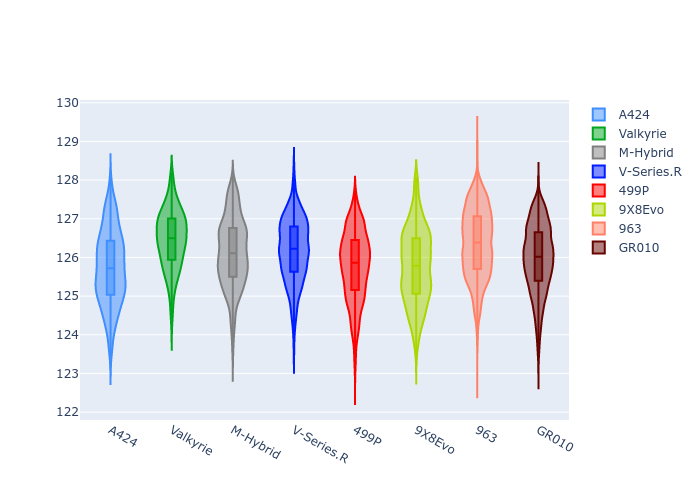 130
129
128
127
126
125
124
123
122
A424
Valkyrie
M-Hybrid
V-Series.R
499P
9X8Evo
963
GR010
A424
Valkyrie
M-Hybrid
V-Series.R
499P
9X8Evo
963
GR010